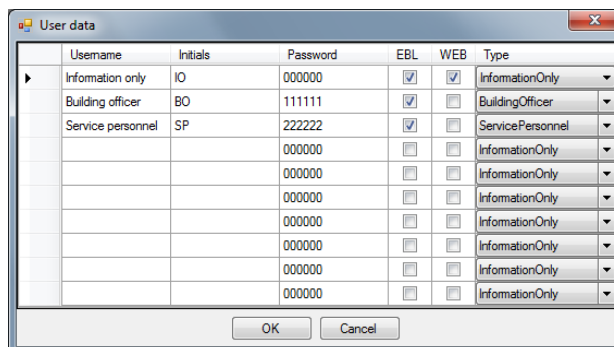 User data
Username Initials Password EBL WEB Type
Information only IO 000000 InformationOnly
Building officer BO 111111 BuildingOfficer
Service personnel SP 222222 ServicePersonnel
000000 InformationOnly
000000 InformationOnly
000000 InformationOnly
000000 InformationOnly
000000 InformationOnly
000000 InformationOnly
000000 InformationOnly
OK Cancel